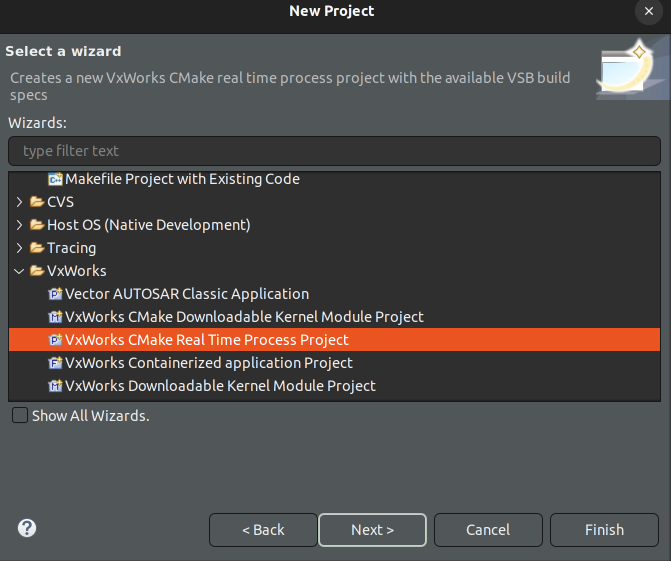 New Project
Select a wizard
Creates a new VxWorks CMake real time process project with the available VSB build
specs
Wizards:
type filter text
Makefile Project with Existing Code
CVS
Host OS (Native Development)
Tracing
VxWorks
Vector AUTOSAR Classic Application
VxWorks CMake Downloadable Kernel Module Project
VxWorks CMake Real Time Process Project
VxWorks Containerized application Project
VxWorks Downloadable Kernel Module Project
Show All Wizards.
< Back
Next >
Cancel
Finish